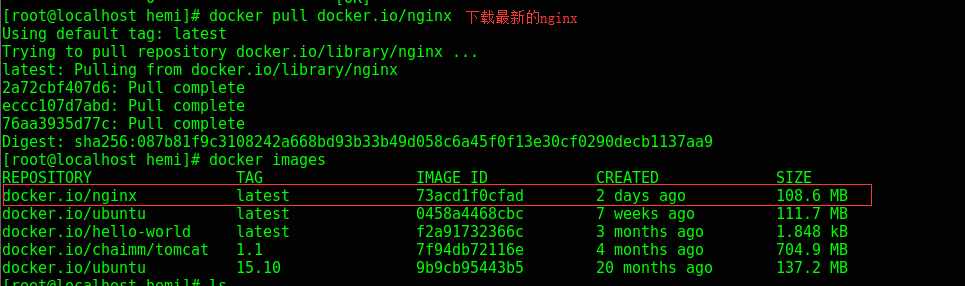 [OK]
[root@localhost hemi]# docker pull docker.io/nginx 下载最新的nginx
Using default tag: latest
Trying to pull repository docker.io/library/nginx ...
latest: Pulling from docker.io/library/nginx
2a72cbf407d6: Pull complete
eccc107d7abd: Pull complete
76aa3935d77c: Pull complete
Digest: sha256:087b81f9c3108242a668bd93b33b49d058c6a45f0f13e30cf0290decb1137aa9
[root@localhost hemi]# docker images
REPOSITORY TAG IMAGE ID CREATED SIZE
docker.io/nginx latest 73acd1f0cfad 2 days ago 108.6 MB
docker.io/ubuntu latest 0458a4468cbc 7 weeks ago 111.7 MB
docker.io/hello-world latest f2a91732366c 3 months ago 1.848 kB
docker.io/chaimm/tomcat 1.1 7f94db72116e 4 months ago 704.9 MB
docker.io/ubuntu 15.10 9b9cb95443b5 20 months ago 137.2 MB
[root@localhost hemi]# ls